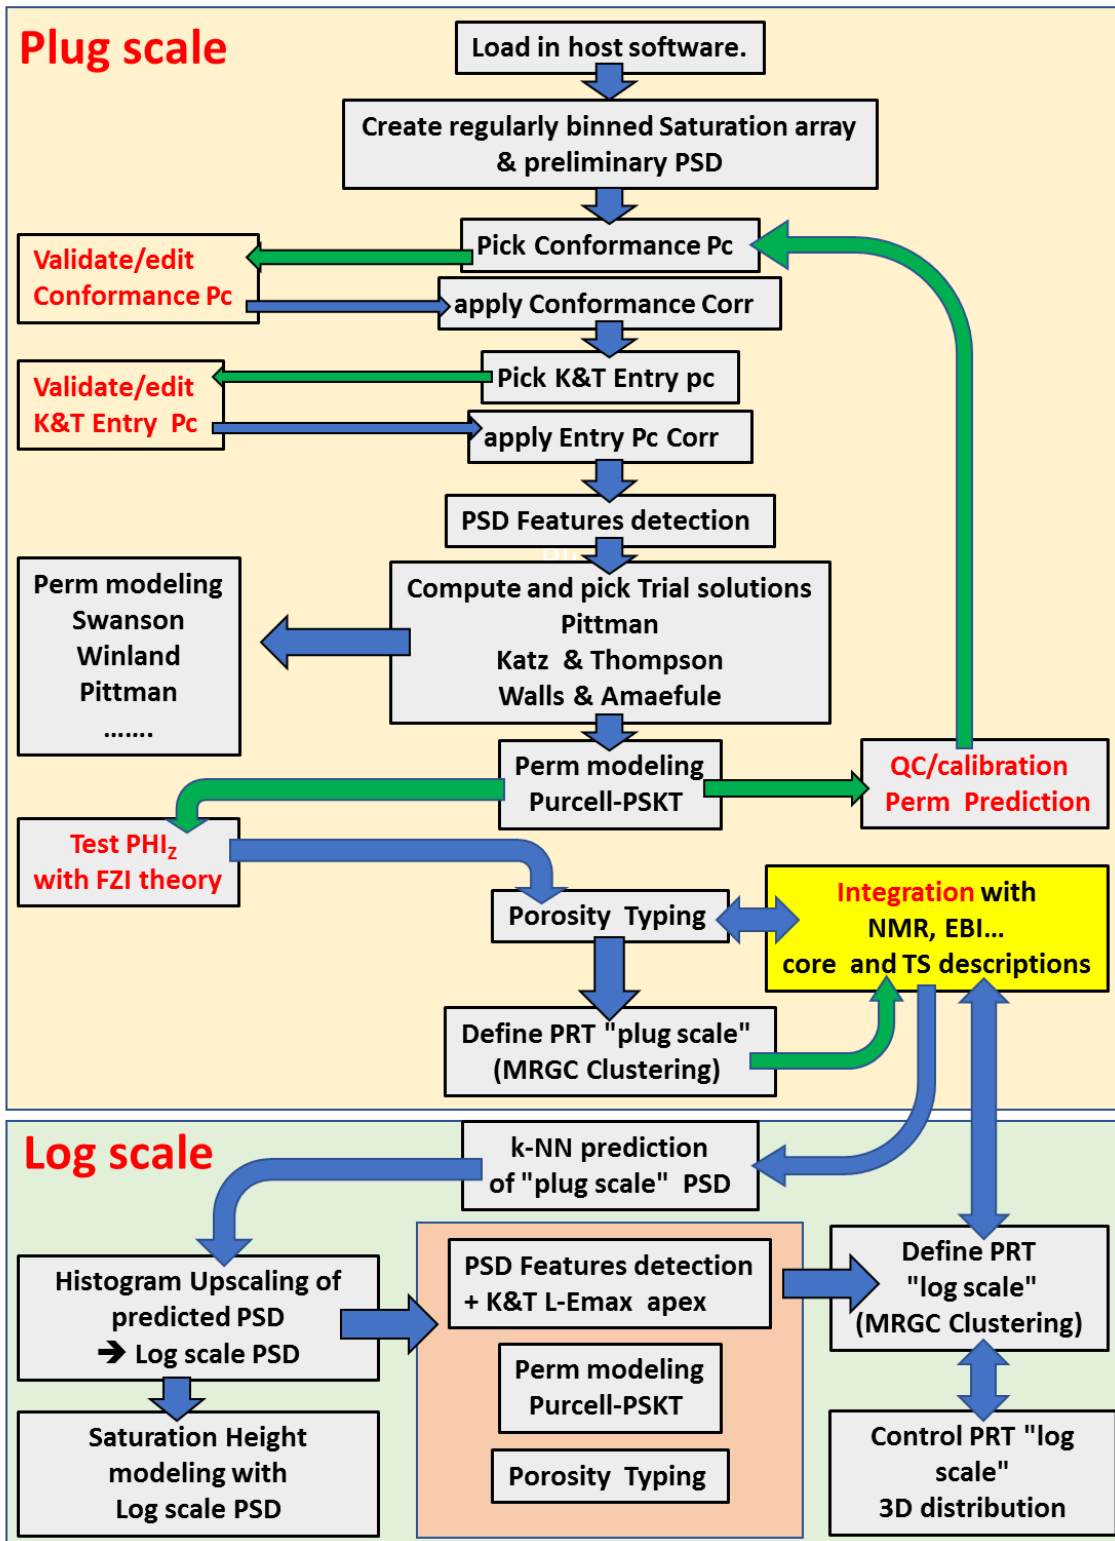 Plug scale
Load in host software.
Create regularly binned Saturation array
& preliminary PSD
Pick Conformance Pc
Validate/edit
Conformance Pc
apply Conformance Corr
Pick K&T Entry pc
Validate/edit
K&T Entry Pc
apply Entry Pc Corr
PSD Features detection
Compute and pick Trial solutions
Pittman
Katz & Thompson
Walls & Amaefule
Perm modeling
Swanson
Winland
Pittman
.......
Perm modeling
Purcell-PSKT
QC/calibration
Perm Prediction
Test PHIZ
with FZI theory
Porosity Typing
Integration with
NMR, EBI...
core and TS descriptions
Define PRT "plug scale"
(MRGC Clustering)
Log scale
k-NN prediction
of "plug scale" PSD
Histogram Upscaling of
predicted PSD
➔ Log scale PSD
PSD Features detection
+ K&T L-Emax apex
Perm modeling
Purcell-PSKT
Porosity Typing
Define PRT
"log scale"
(MRGC Clustering)
Saturation Height
modeling with
Log scale PSD
Control PRT "log
scale"
3D distribution